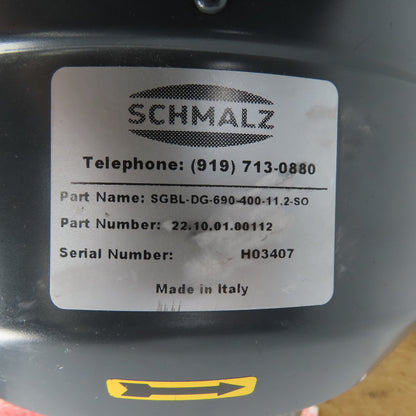 SCHMALZ
Telephone: (919) 713-0880
Part Name: SGBL-DG-690-400-11.2-SO
Part Number: 22.10.01.00112
Serial Number: H03407
Made in Italy